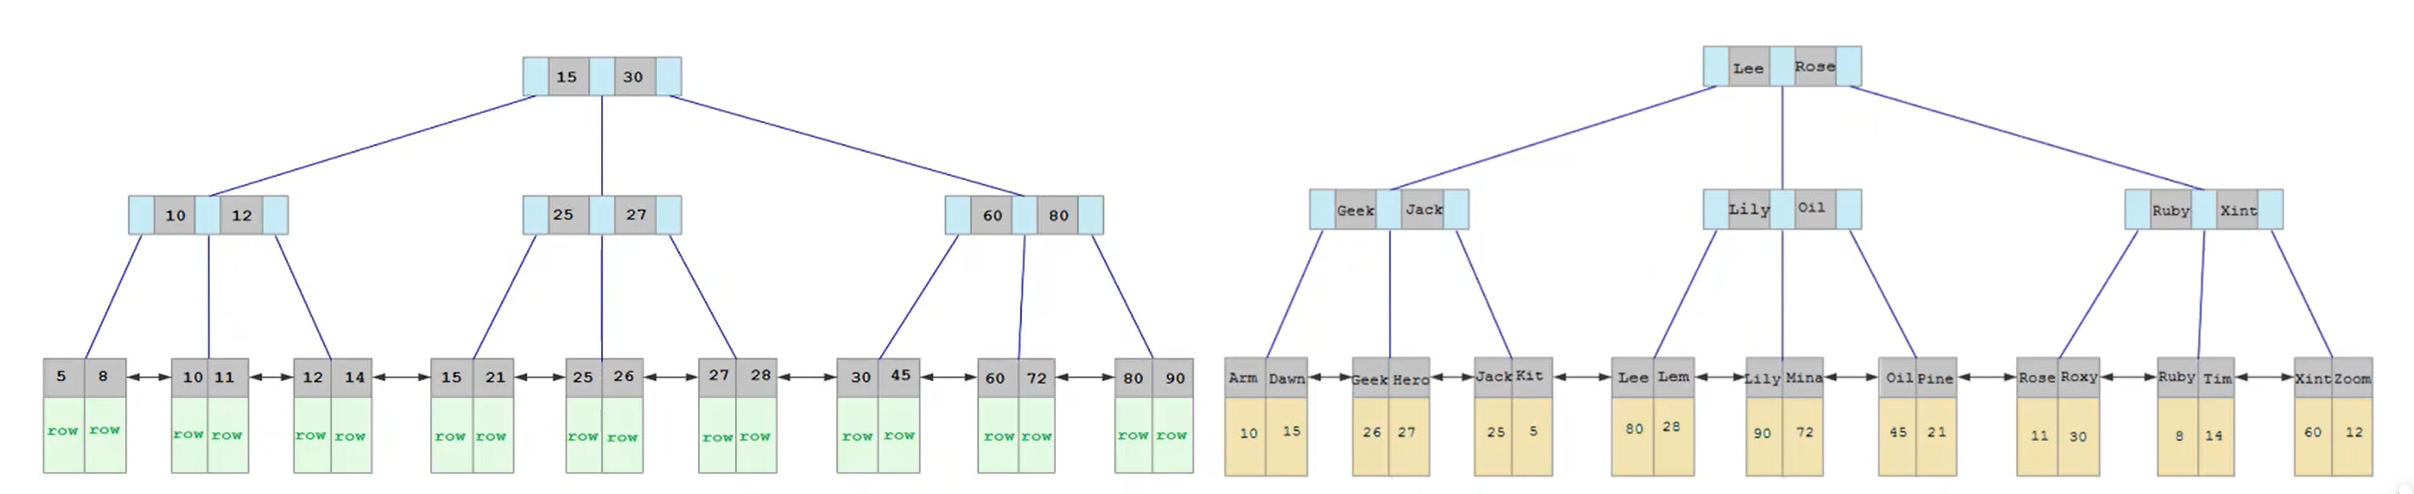 15 30
Lee Rose
10 12
25 27
60 80
Geek Jack
Lily Oil
Ruby Xint
5 8
10 11
12 14
15 21
25 26
27 28
30 45
60 72
80 90
Arm Dawn
Geek Hero
Jack Kit
Lee Lem
Lily Mina
Oil Pine
Rose Roxy
Ruby Tim
Xint Zoom
row row
row row
row row
row row
row row
row row
row row
row row
row row
10 15
26 27
25 5
80 28
90 72
45 21
11 30
8 14
60 12